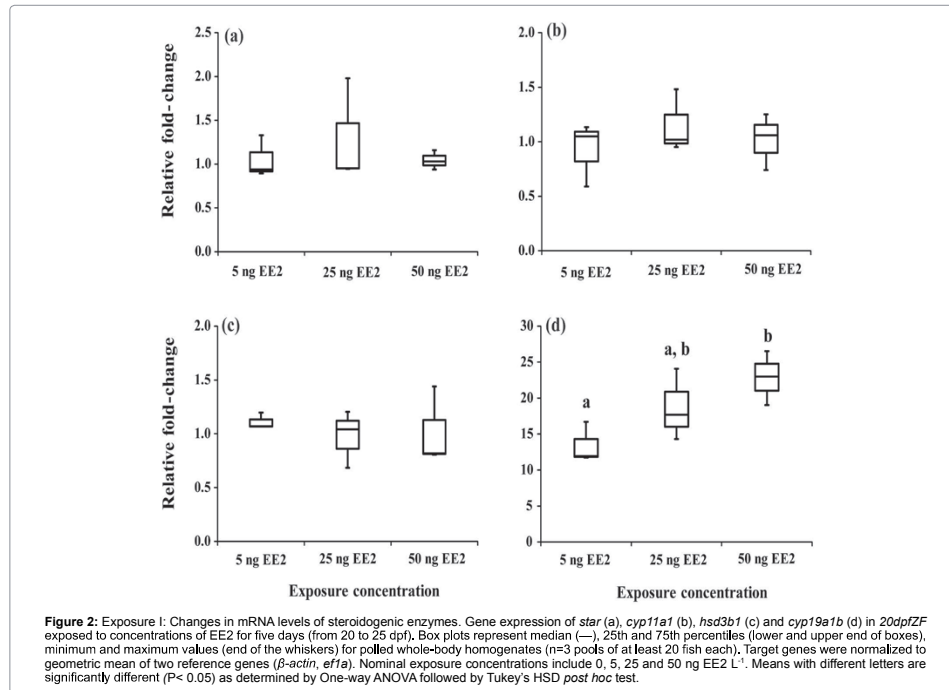 (a)
Relative fold-change
2.5
2.0
1.5
1.0
0.5
0.0
5 ng EE2 25 ng EE2 50 ng EE2
(b)
2.0
1.5
1.0
0.5
0.0
5 ng EE2 25 ng EE2 50 ng EE2
(c)
Relative fold-change
2.0
1.5
1.0
0.5
0.0
5 ng EE2 25 ng EE2 50 ng EE2
Exposure concentration
(d)
30
25
20
15
10
5
0
a
a, b
b
5 ng EE2 25 ng EE2 50 ng EE2
Exposure concentration
Figure 2: Exposure I: Changes in mRNA levels of steroidogenic enzymes. Gene expression of star (a), cyp11a1 (b), hsd3b1 (c) and cyp19a1b (d) in 20dpfZF
exposed to concentrations of EE2 for five days (from 20 to 25 dpf). Box plots represent median (—), 25th and 75th percentiles (lower and upper end of boxes),
minimum and maximum values (end of the whiskers) for polled whole-body homogenates (n=3 pools of at least 20 fish each). Target genes were normalized to
geometric mean of two reference genes (β-actin, ef1a). Nominal exposure concentrations include 0, 5, 25 and 50 ng EE2 L⁻¹. Means with different letters are
significantly different (P< 0.05) as determined by One-way ANOVA followed by Tukey's HSD post hoc test.